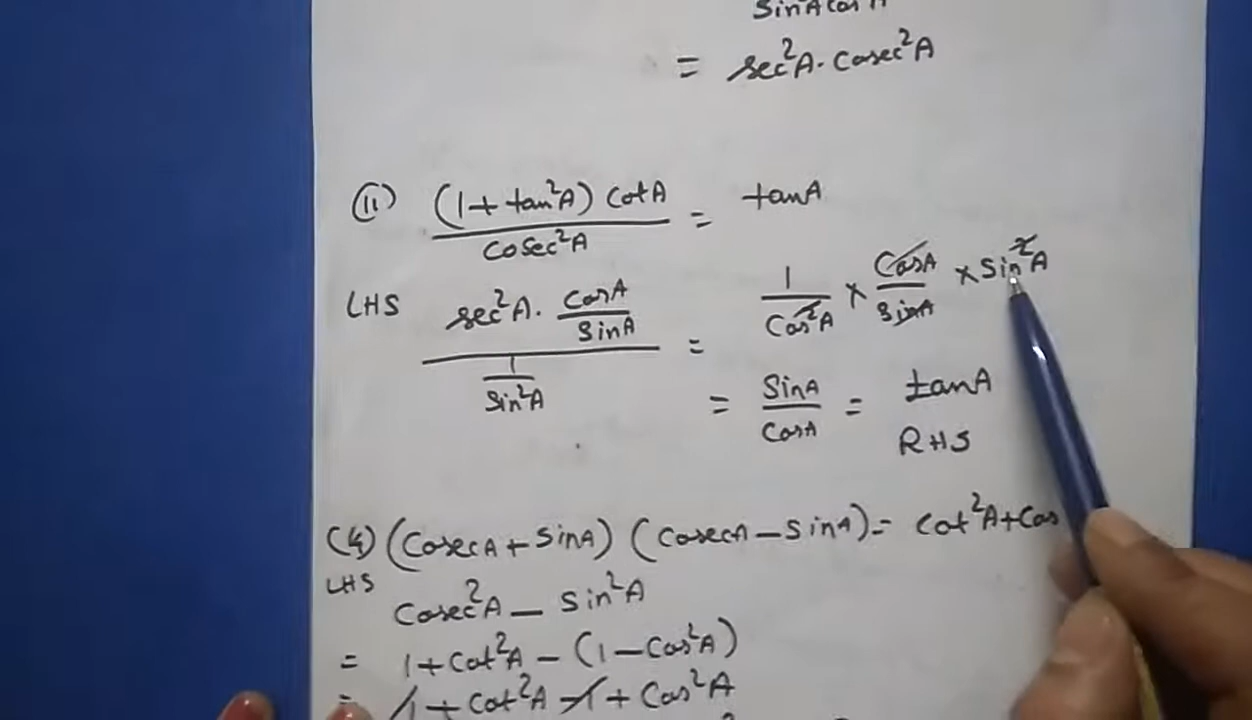 SinA CosA
= sec²A. Cosec²A
(ii) (1 + tan²A) CotA / Cosec²A = tanA
LHS sec²A. CosA/SinA / 1/Sin²A = 1/Cos²A × CosA/SinA × Sin²A
= SinA/CosA = tanA
RHS
(4) (CosecA + SinA) (CosecA - SinA) = Cot²A + Cos
LHS
Cosec²A - Sin²A
= 1 + Cot²A - (1 - Cos²A)
= 1 + Cot²A - 1 + Cos²A